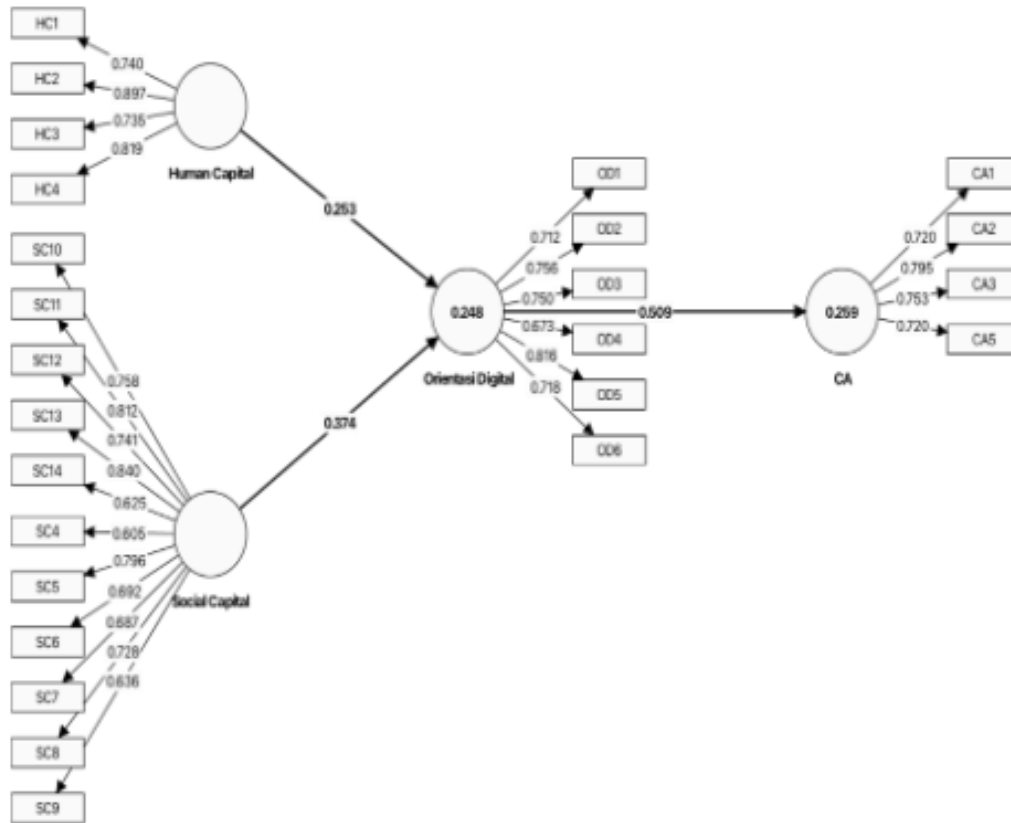 HC1
0.740
HC2
0.897
HC3
0.735
HC4
0.819
Human Capital
0.253
SC10
0.758
SC11
0.812
SC12
0.741
SC13
0.840
SC14
0.625
SC4
0.605
SC5
0.796
SC6
0.692
SC7
0.687
SC8
0.728
SC9
0.636
Social Capital
0.374
0.248
Orientasi Digital
OD1
0.712
OD2
0.756
OD3
0.750
OD4
0.673
OD5
0.816
OD6
0.718
0.509
0.259
CA
CA1
0.720
CA2
0.795
CA3
0.753
CA5
0.720